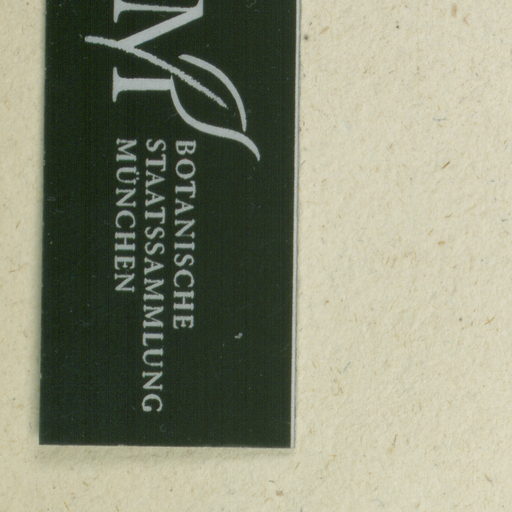 M
BOTANISCHE
STAATSSAMMLUNG
MÜNCHEN